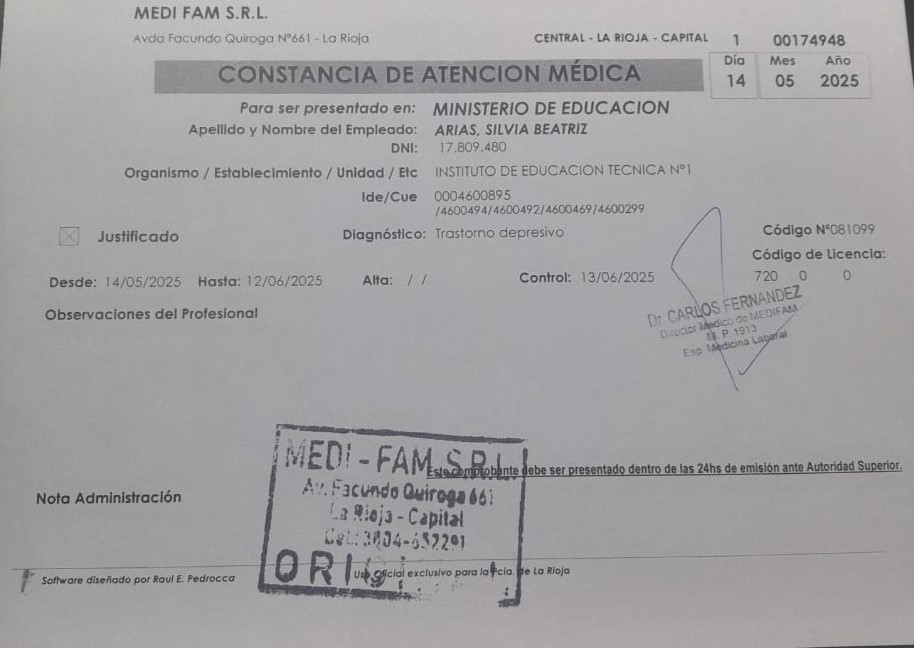 MEDI FAM S.R.L.
Avda Facundo Quiroga Nº661 - La Rioja
CENTRAL - LA RIOJA - CAPITAL 1 00174948
CONSTANCIA DE ATENCION MÉDICA
Día Mes Año
14 05 2025
Para ser presentado en: MINISTERIO DE EDUCACION
Apellido y Nombre del Empleado: ARIAS, SILVIA BEATRIZ
DNI: 17.809.480
Organismo / Establecimiento / Unidad / Etc INSTITUTO DE EDUCACION TECNICA Nº1
Ide/Cue 0004600895
/4600494/4600492/4600469/4600299
Justificado
Diagnóstico: Trastorno depresivo
Código Nº081099
Código de Licencia:
720 0 0
Desde: 14/05/2025 Hasta: 12/06/2025 Alta: / / Control: 13/06/2025
Observaciones del Profesional
Dr. CARLOS FERNANDEZ
Director Médico de MEDIFAM
M. P. 1913
Esp. Medicina Laboral
MEDI - FAM S.R.L.
Av. Facundo Quiroga 661
La Rioja - Capital
Cel.: 3804-652291
Este comprobante debe ser presentado dentro de las 24hs de emisión ante Autoridad Superior.
Nota Administración
Software diseñado por Raul E. Pedrocca
Uso oficial exclusivo para la Pcia. de La Rioja